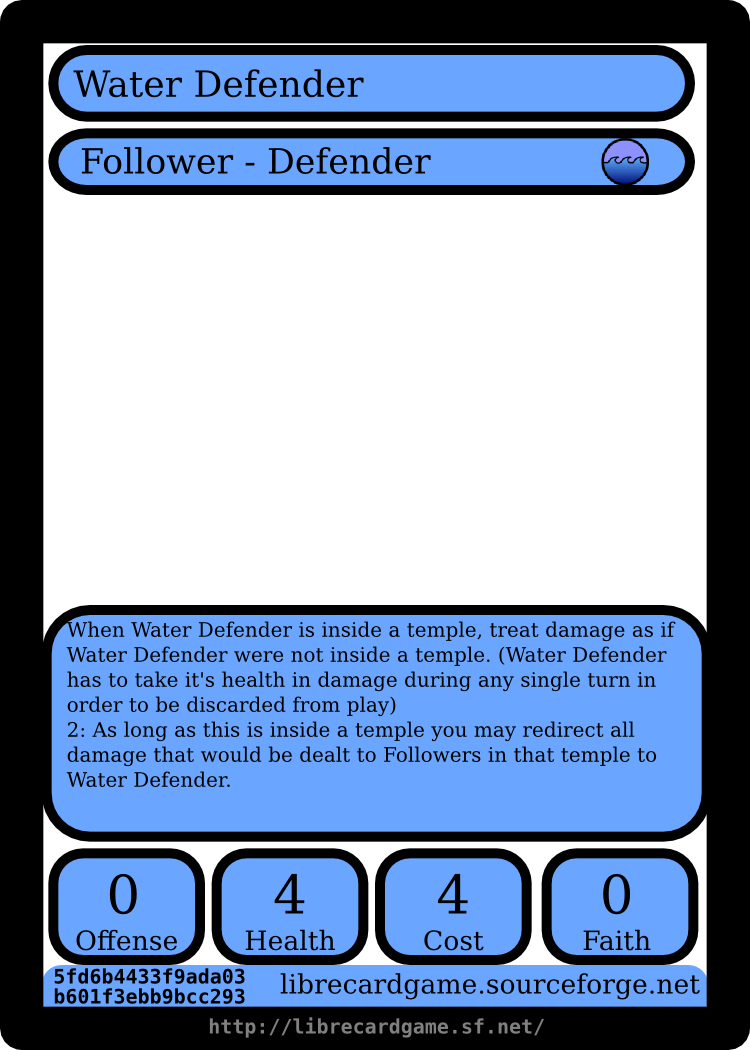 Water Defender
Follower - Defender
When Water Defender is inside a temple, treat damage as if
Water Defender were not inside a temple. (Water Defender
has to take it's health in damage during any single turn in
order to be discarded from play)
2: As long as this is inside a temple you may redirect all
damage that would be dealt to Followers in that temple to
Water Defender.
0 4 4 0
Offense Health Cost Faith
5fd6b4433f9ada03
b601f3ebb9bcc293
librecardgame.sourceforge.net
http://librecardgame.sf.net/